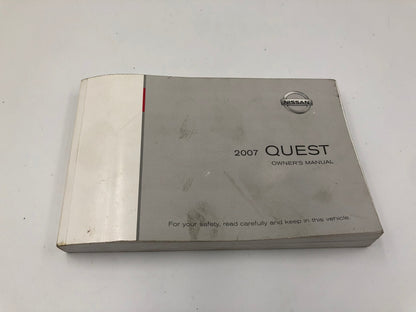 NISSAN
2007 QUEST
OWNER'S MANUAL
For your safety, read carefully and keep in this vehicle.